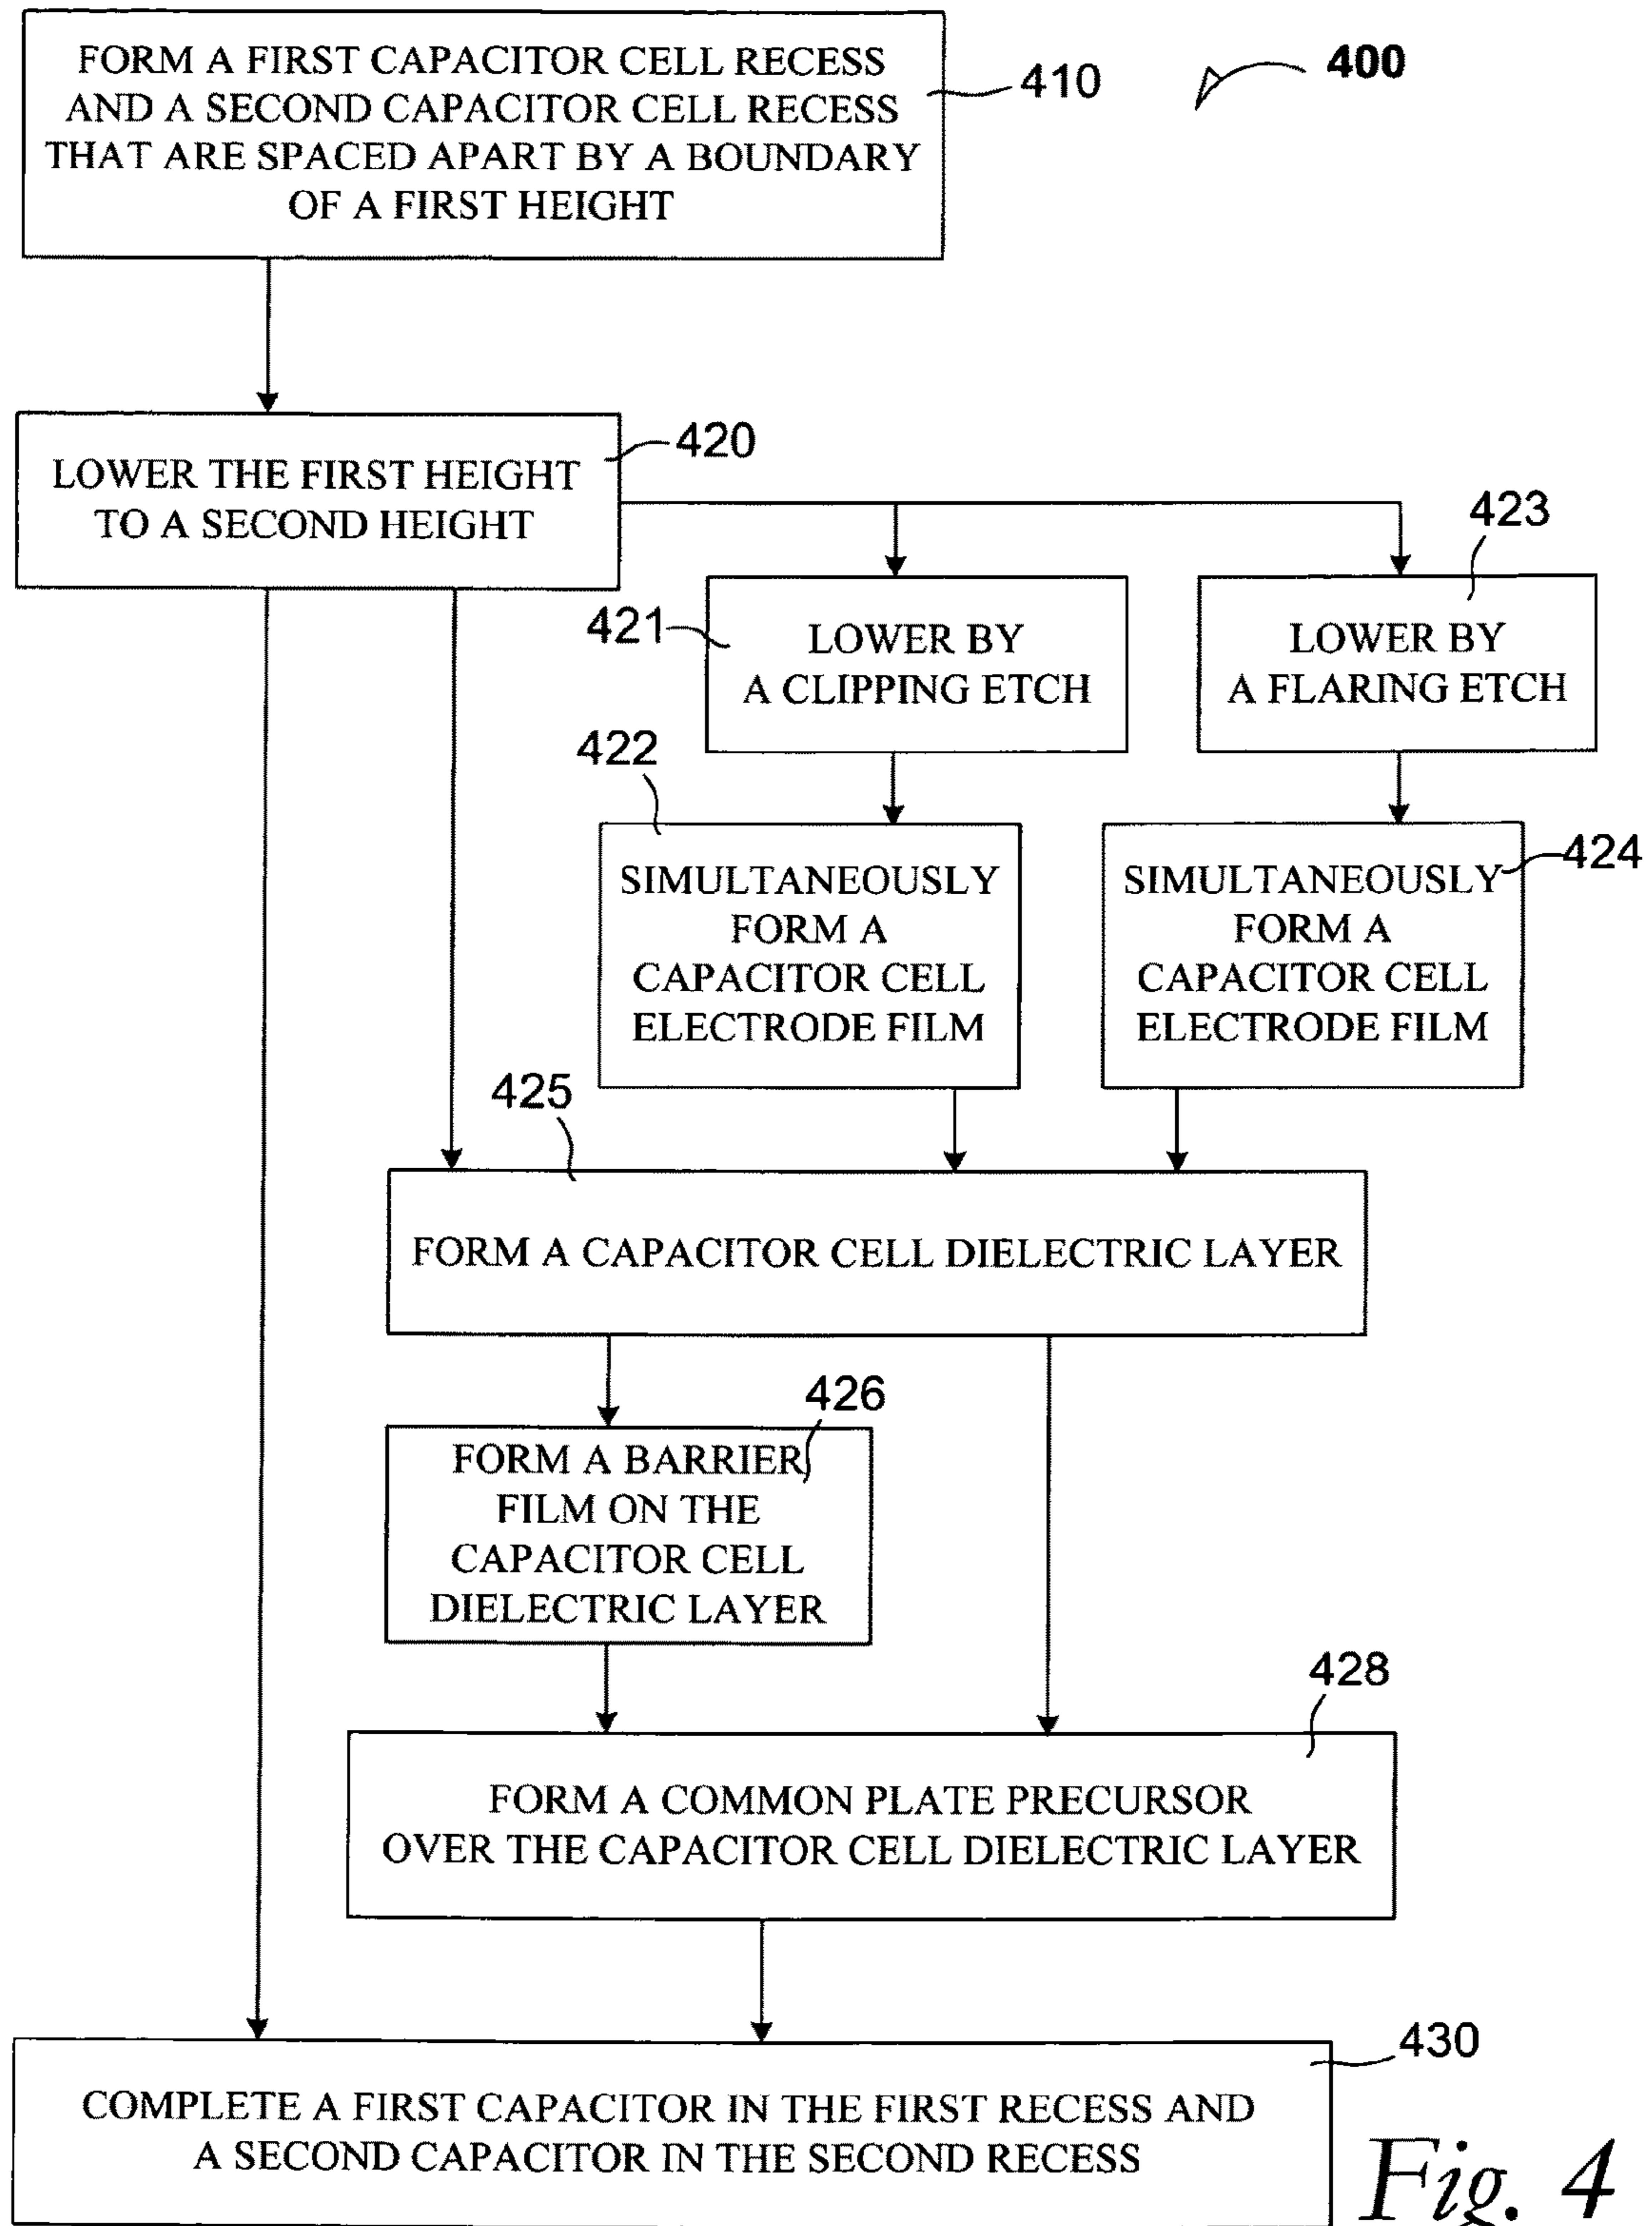 FORM A FIRST CAPACITOR CELL RECESS
AND A SECOND CAPACITOR CELL RECESS
THAT ARE SPACED APART BY A BOUNDARY
OF A FIRST HEIGHT
410
400
LOWER THE FIRST HEIGHT
TO A SECOND HEIGHT
420
421
LOWER BY
A CLIPPING ETCH
423
LOWER BY
A FLARING ETCH
422
SIMULTANEOUSLY
FORM A
CAPACITOR CELL
ELECTRODE FILM
424
SIMULTANEOUSLY
FORM A
CAPACITOR CELL
ELECTRODE FILM
425
FORM A CAPACITOR CELL DIELECTRIC LAYER
426
FORM A BARRIER
FILM ON THE
CAPACITOR CELL
DIELECTRIC LAYER
428
FORM A COMMON PLATE PRECURSOR
OVER THE CAPACITOR CELL DIELECTRIC LAYER
430
COMPLETE A FIRST CAPACITOR IN THE FIRST RECESS AND
A SECOND CAPACITOR IN THE SECOND RECESS
Fig. 4